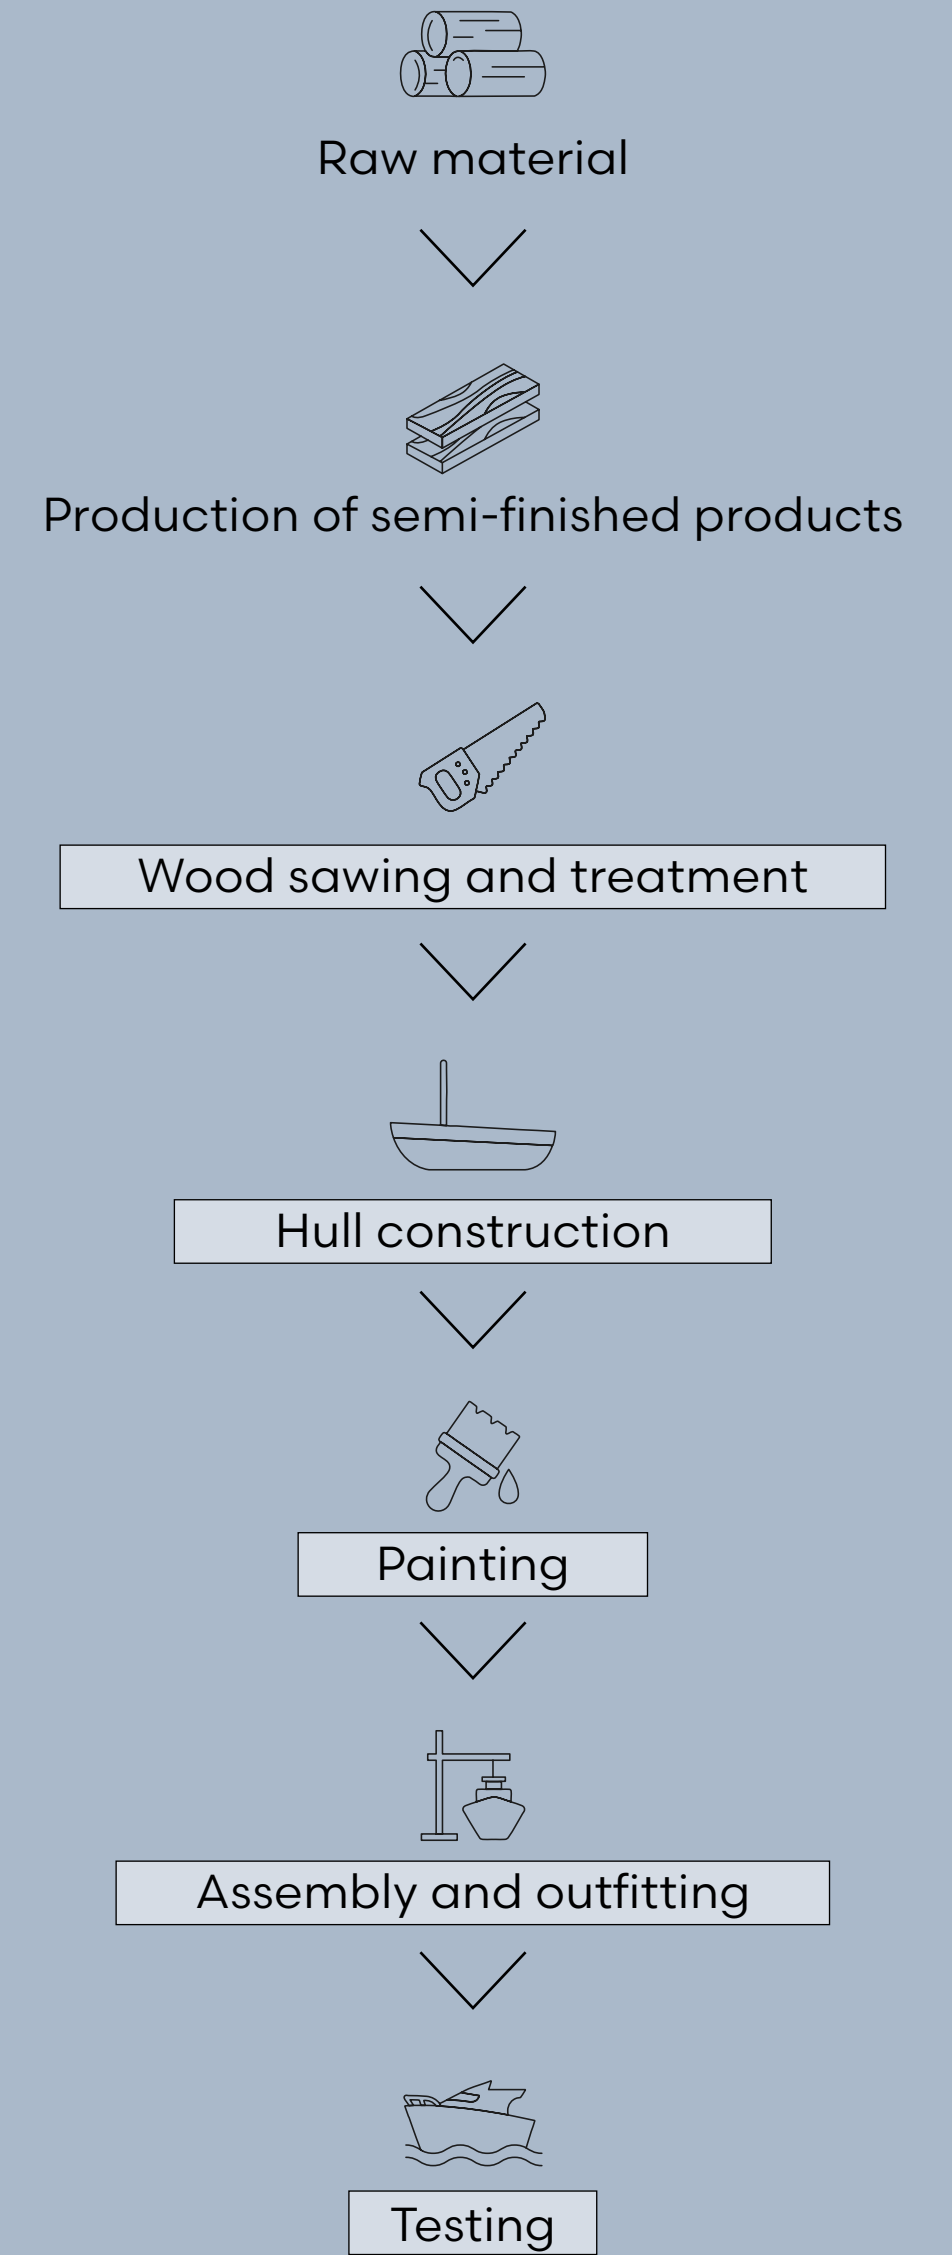 Raw material
Production of semi-finished products
Wood sawing and treatment
Hull construction
Painting
Assembly and outfitting
Testing